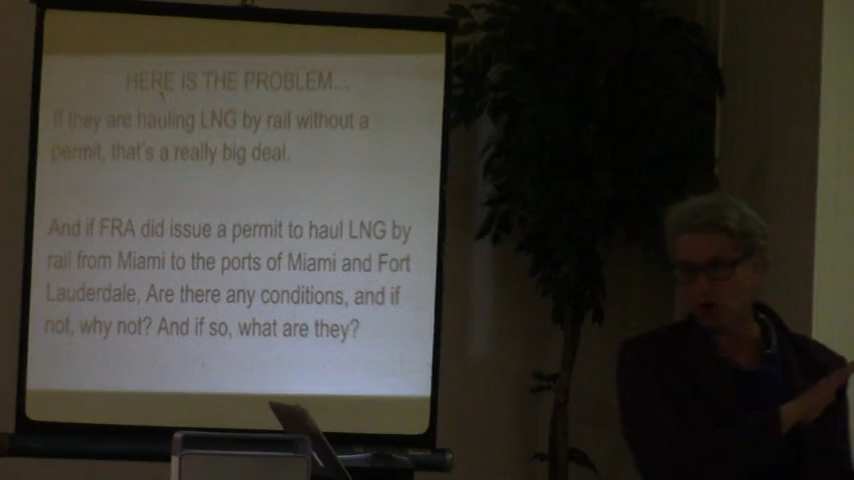 HERE IS THE PROBLEM...
If they are hauling LNG by rail without a
permit, that's a really big deal.
And if FRA did issue a permit to haul LNG by
rail from Miami to the ports of Miami and Fort
Lauderdale, Are there any conditions, and if
not, why not? And if so, what are they?